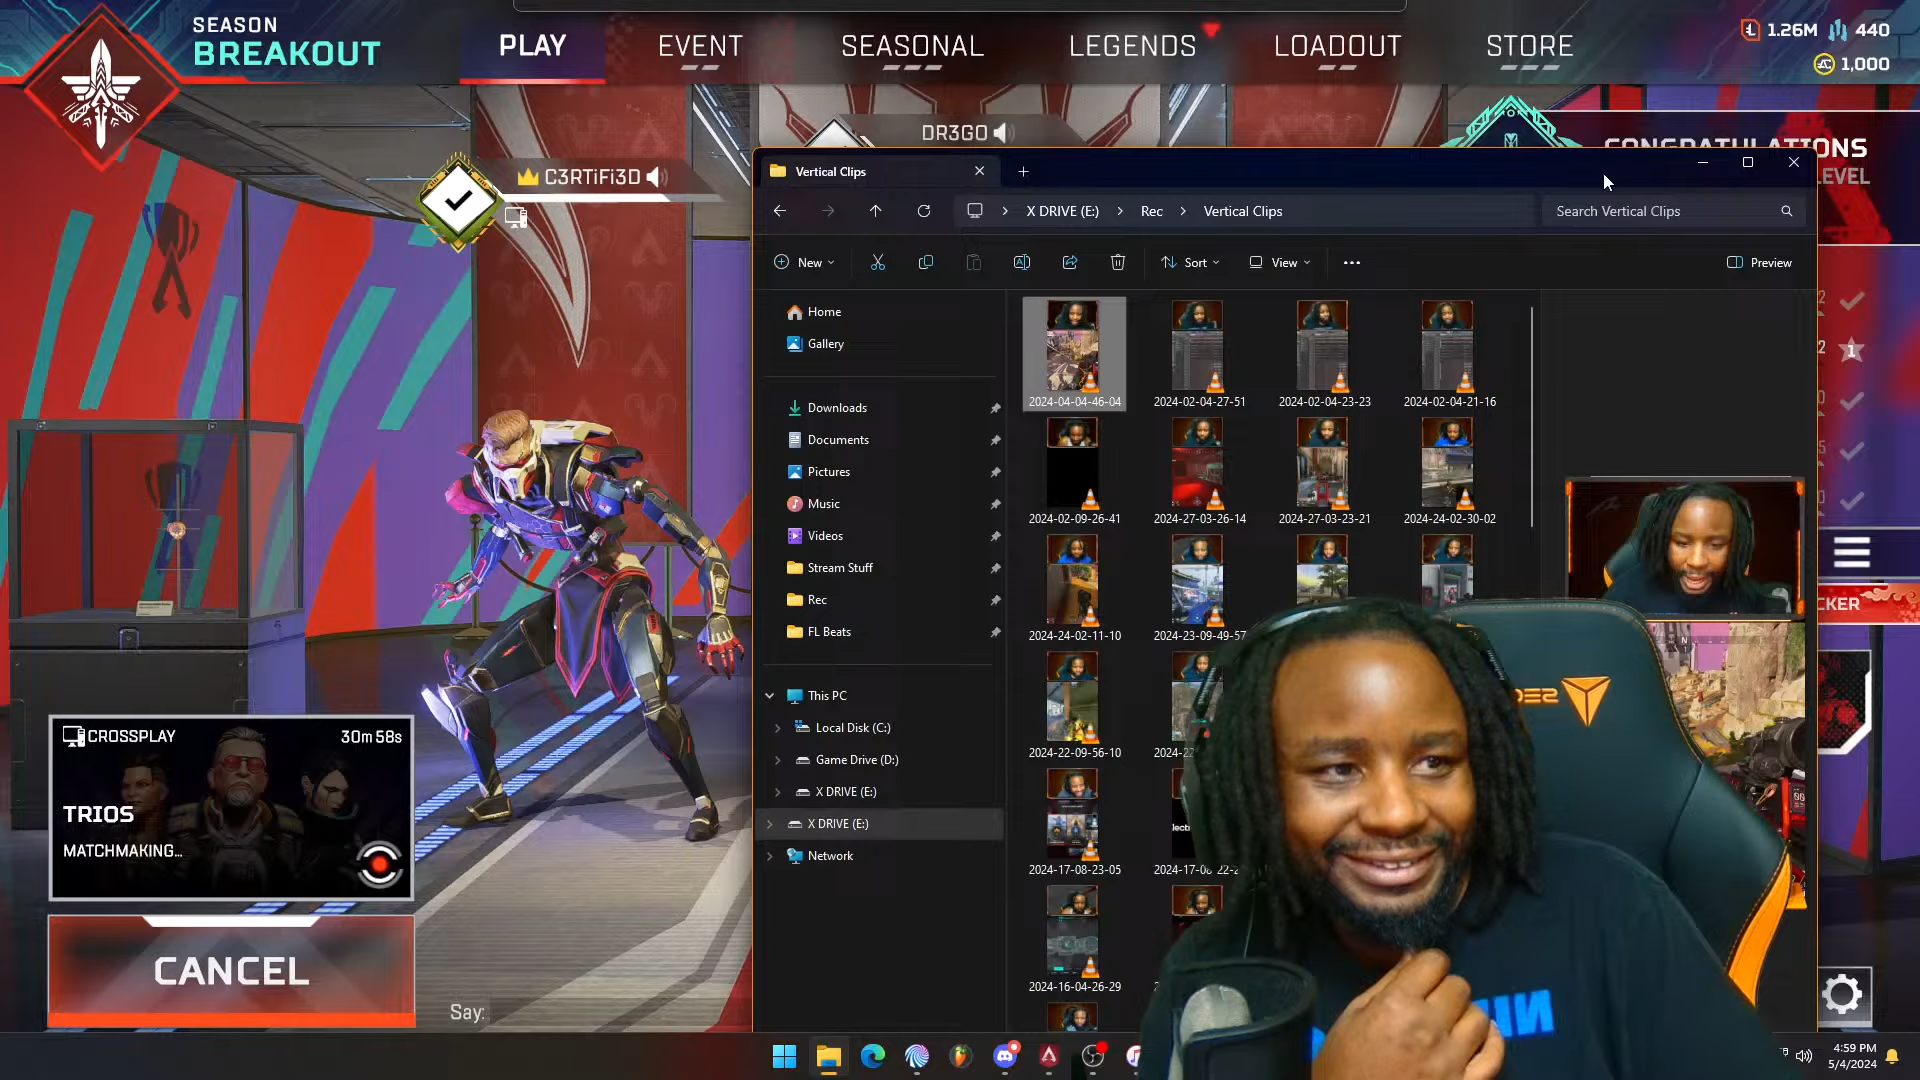 SEASON
BREAKOUT
PLAY
EVENT
SEASONAL
LEGENDS
LOADOUT
STORE
1.26M
440
1,000
DR3GO
C3RTiFi3D
CONGRATULATIONS
LEVEL
Vertical Clips
X DRIVE (E:)
Rec
Vertical Clips
Search Vertical Clips
New
Sort
View
Preview
Home
Gallery
Downloads
Documents
Pictures
Music
Videos
Stream Stuff
Rec
FL Beats
This PC
Local Disk (C:)
Game Drive (D:)
X DRIVE (E:)
X DRIVE (E:)
Network
2024-04-04-46-04
2024-02-04-27-51
2024-02-04-23-23
2024-02-04-21-16
2024-02-09-26-41
2024-27-03-26-14
2024-27-03-23-21
2024-24-02-30-02
2024-24-02-11-10
2024-23-09-49-57
2024-22-09-56-10
2024-17-08-23-05
2024-16-04-26-29
1
CKER
CROSSPLAY
30m 58s
TRIOS
MATCHMAKING...
CANCEL
Say:
4:59 PM
5/4/2024